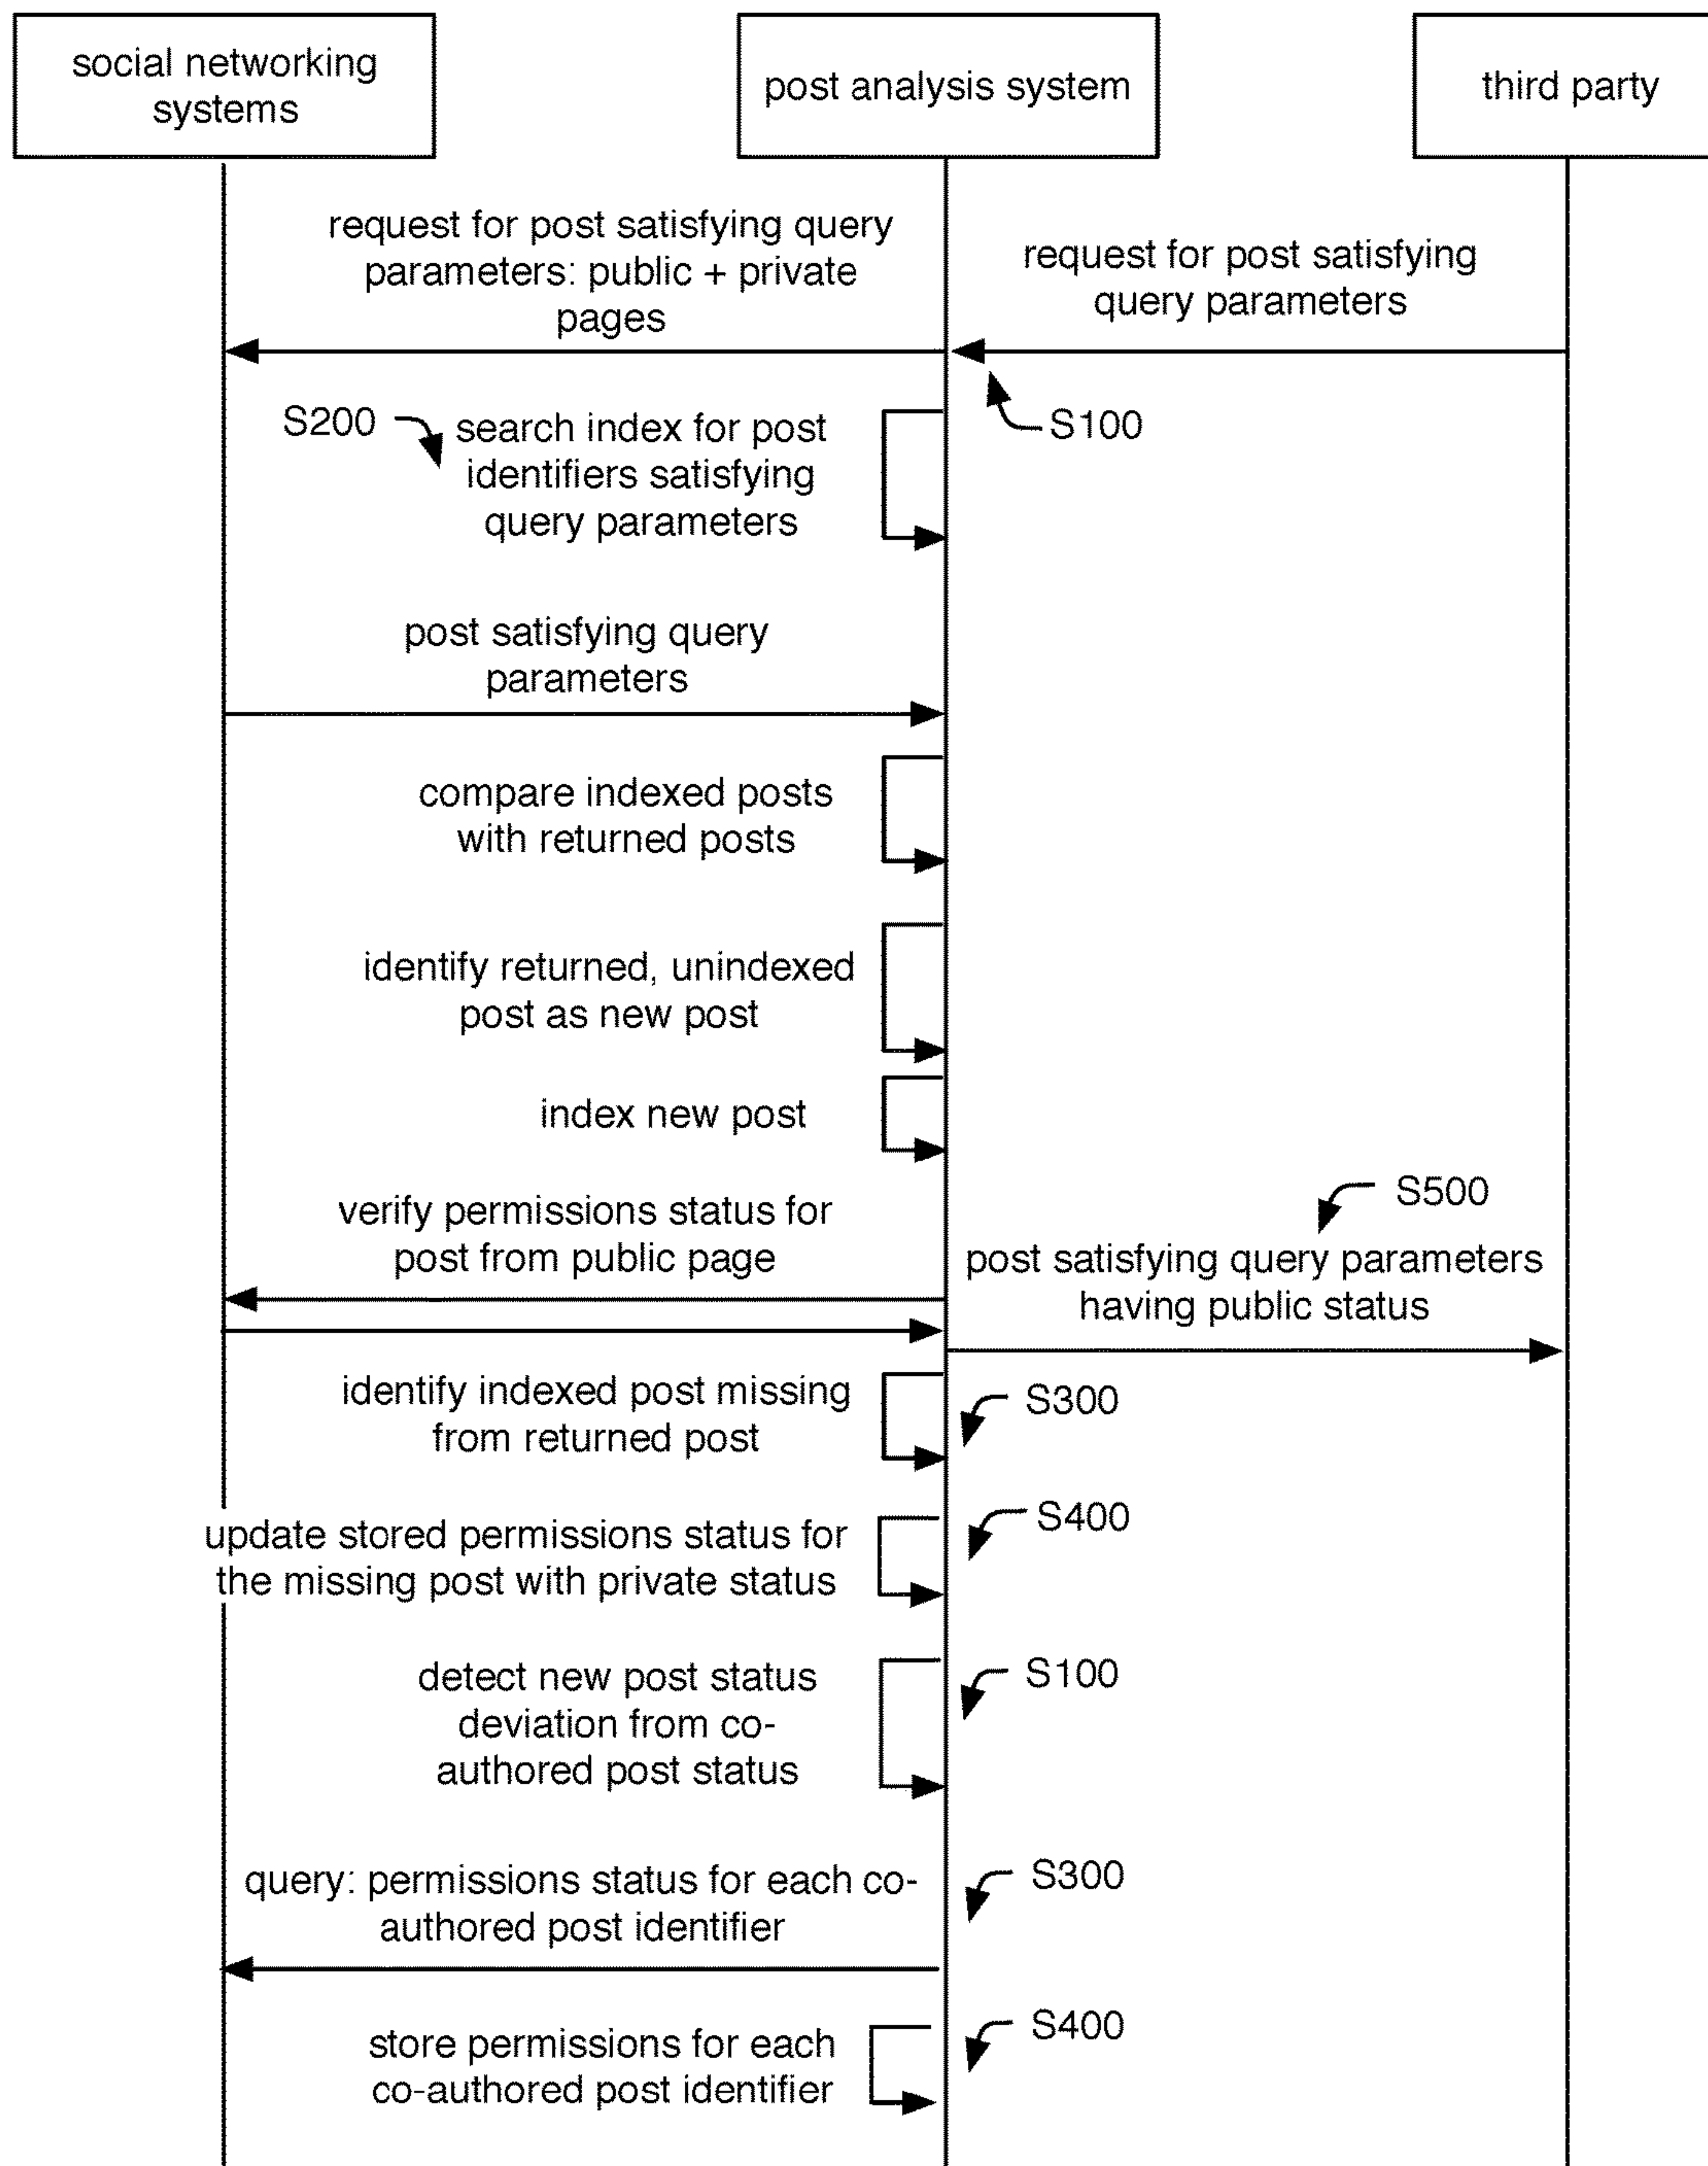 social networking
systems
post analysis system
third party
request for post satisfying query
parameters: public + private
pages
request for post satisfying
query parameters
S100
S200
search index for post
identifiers satisfying
query parameters
post satisfying query
parameters
compare indexed posts
with returned posts
identify returned, unindexed
post as new post
index new post
verify permissions status for
post from public page
S500
post satisfying query parameters
having public status
identify indexed post missing
from returned post
S300
update stored permissions status for
the missing post with private status
S400
detect new post status
deviation from co-
authored post status
S100
query: permissions status for each co-
authored post identifier
S300
store permissions for each
co-authored post identifier
S400